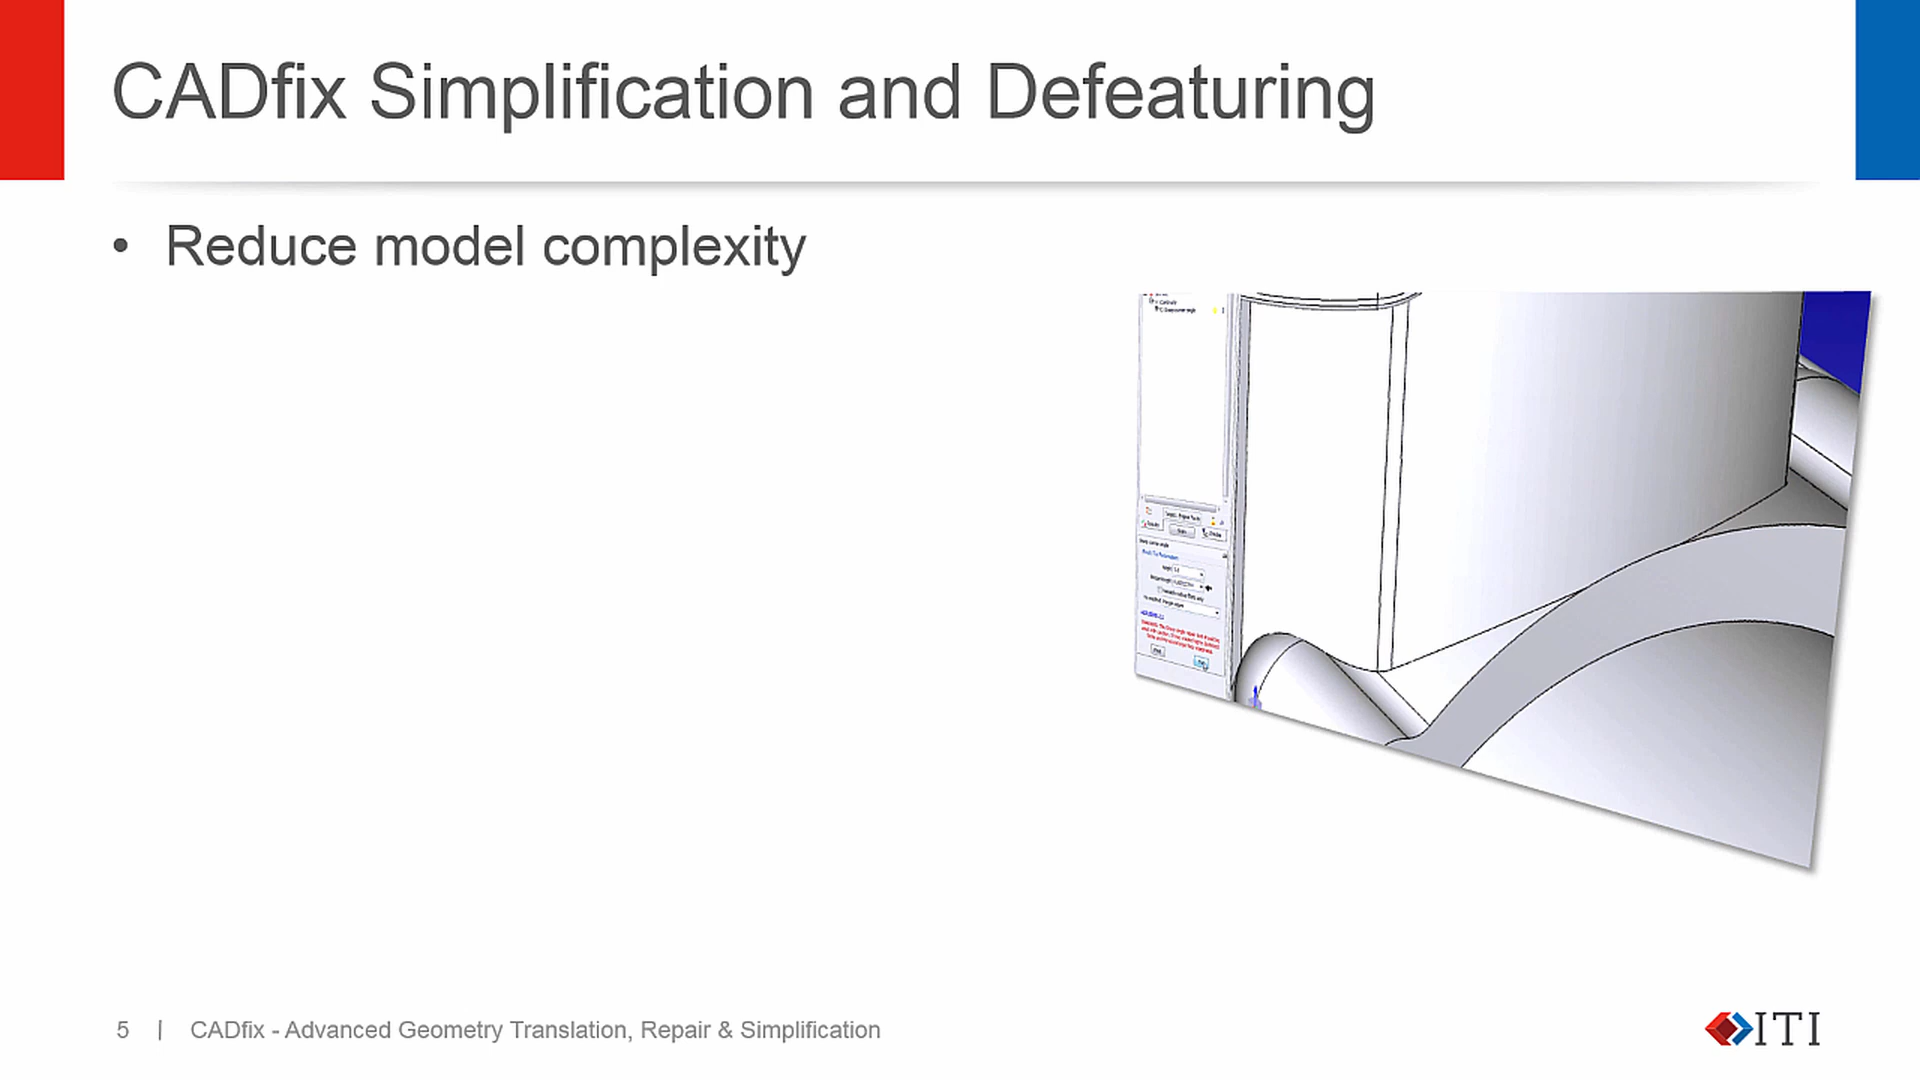 CADfix Simplification and Defeaturing
• Reduce model complexity
5 | CADfix - Advanced Geometry Translation, Repair & Simplification
ITI